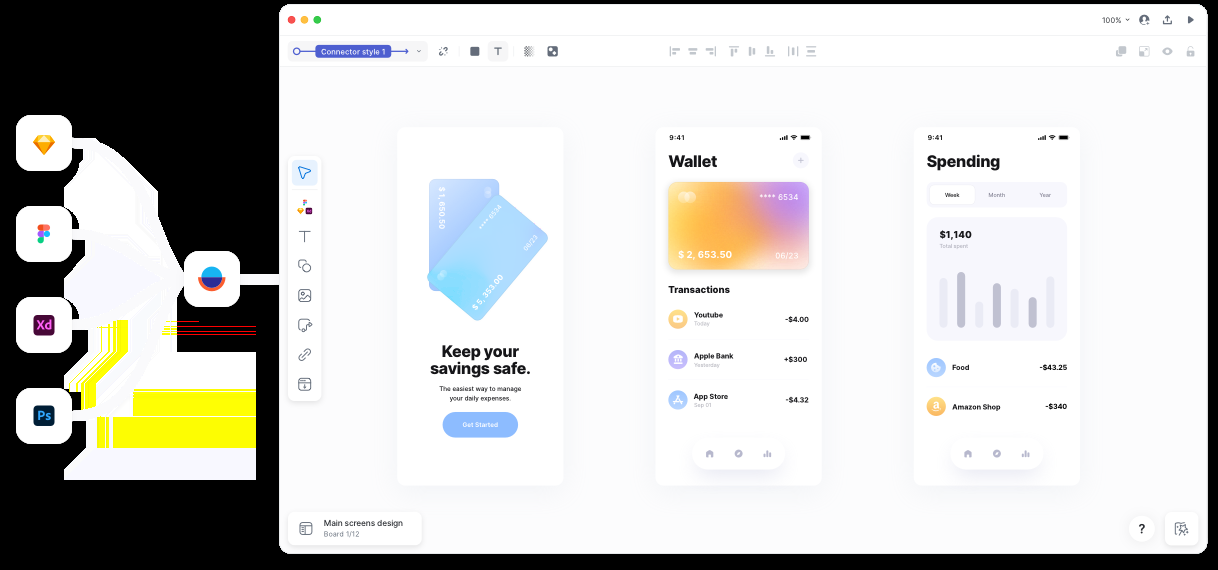 100%
Connector style 1
T
Xd
Ps
$ 1, 650.50
**** 6534
06/23
$ 5, 353.00
Keep your
savings safe.
The easiest way to manage
your daily expenses.
Get Started
9:41
Wallet
+
**** 6534
$ 2, 653.50
06/23
Transactions
Youtube
Today
-$4.00
Apple Bank
Yesterday
+$300
App Store
Sep 01
-$4.32
9:41
Spending
Week
Month
Year
$1,140
Total spent
Food
-$43.25
Amazon Shop
-$340
Main screens design
Board 1/12
?